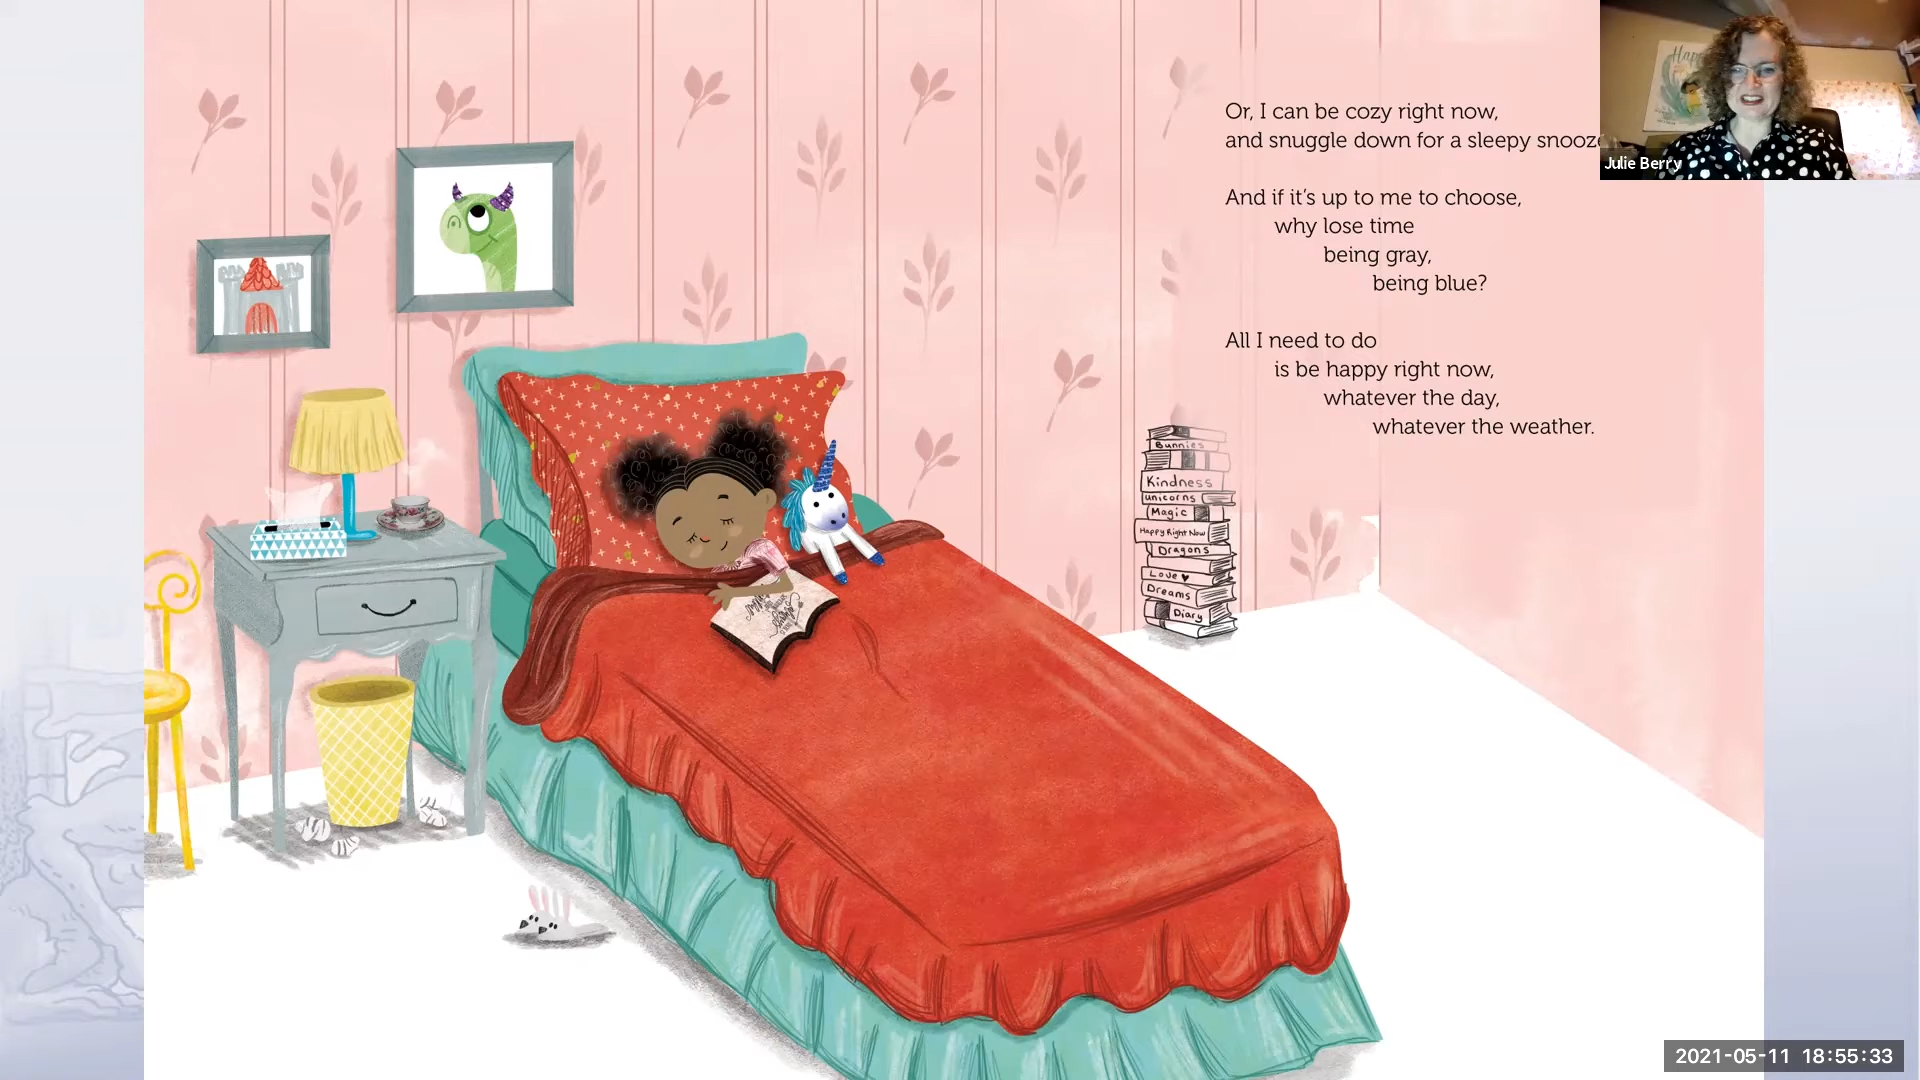 Or, I can be cozy right now,
and snuggle down for a sleepy snooze
And if it's up to me to choose,
why lose time
being gray,
being blue?
All I need to do
is be happy right now,
whatever the day,
whatever the weather.
Julie Berry
Bunnies
Kindness
unicorns
Magic
Happy Right Now
Dragons
Love
Dreams
Diary
2021-05-11 18:55:33